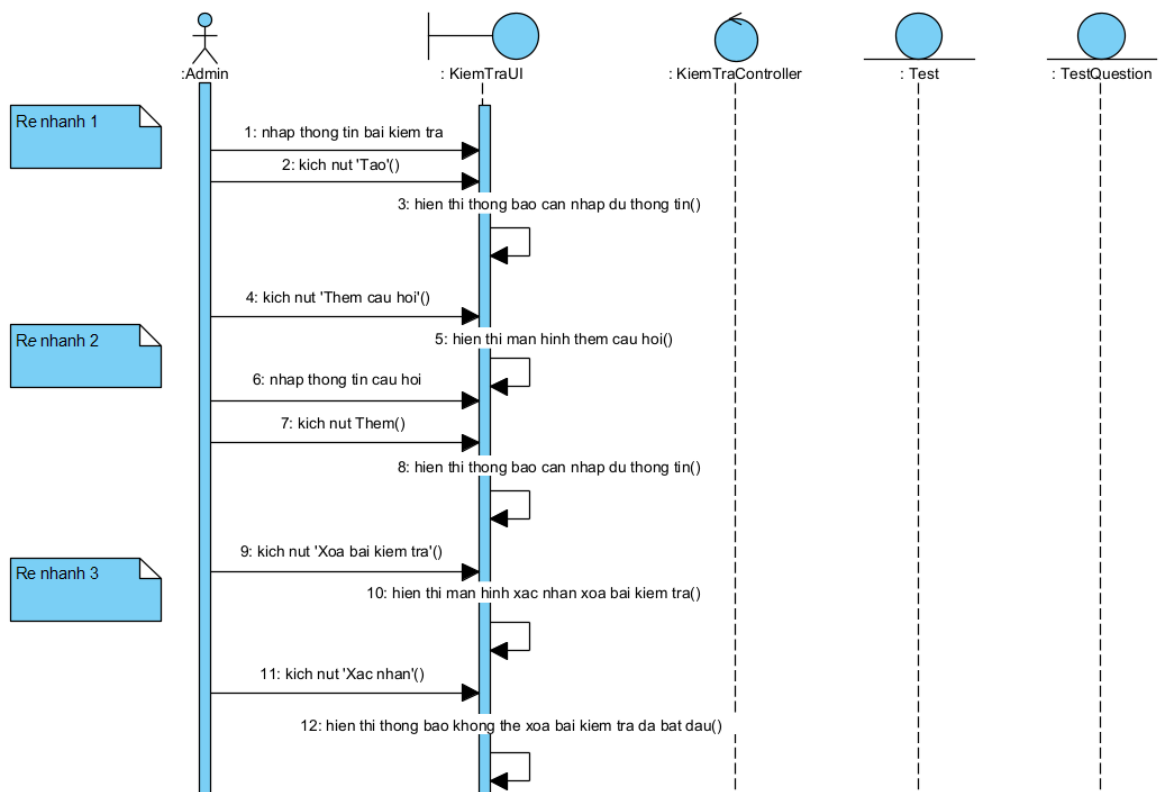 :Admin
: KiemTraUI
: KiemTraController
: Test
: TestQuestion
Re nhanh 1
1: nhap thong tin bai kiem tra
2: kich nut 'Tao'()
3: hien thi thong bao can nhap du thong tin()
4: kich nut 'Them cau hoi'()
Re nhanh 2
5: hien thi man hinh them cau hoi()
6: nhap thong tin cau hoi
7: kich nut Them()
8: hien thi thong bao can nhap du thong tin()
9: kich nut 'Xoa bai kiem tra'()
Re nhanh 3
10: hien thi man hinh xac nhan xoa bai kiem tra()
11: kich nut 'Xac nhan'()
12: hien thi thong bao khong the xoa bai kiem tra da bat dau()